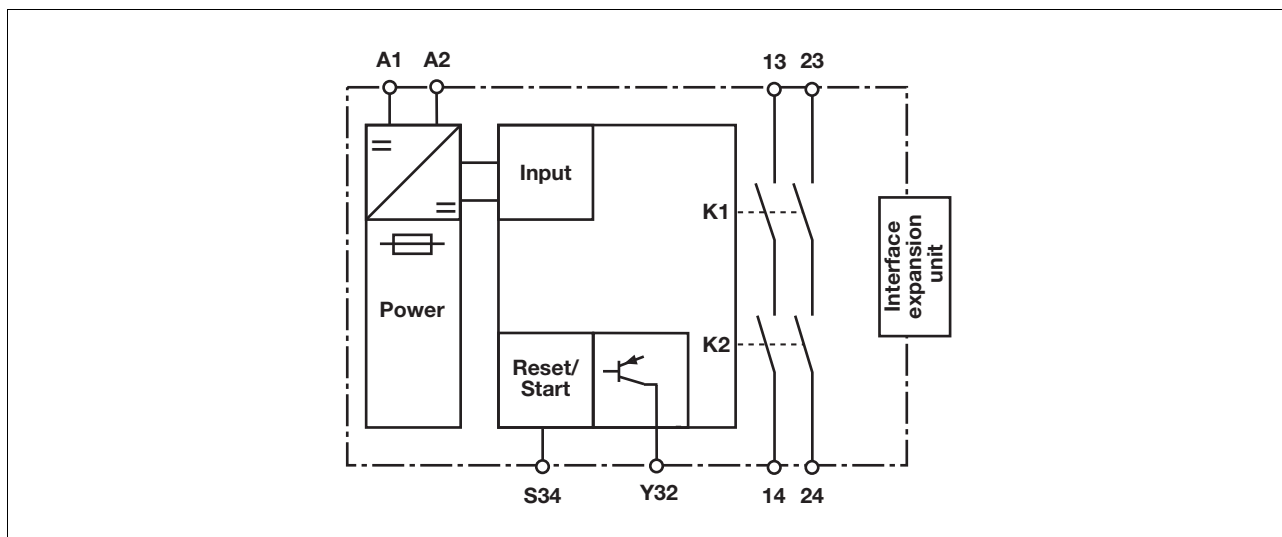 A1 A2 13 23
Input
K1
Interface
expansion
unit
Power
K2
Reset/
Start
S34 Y32 14 24